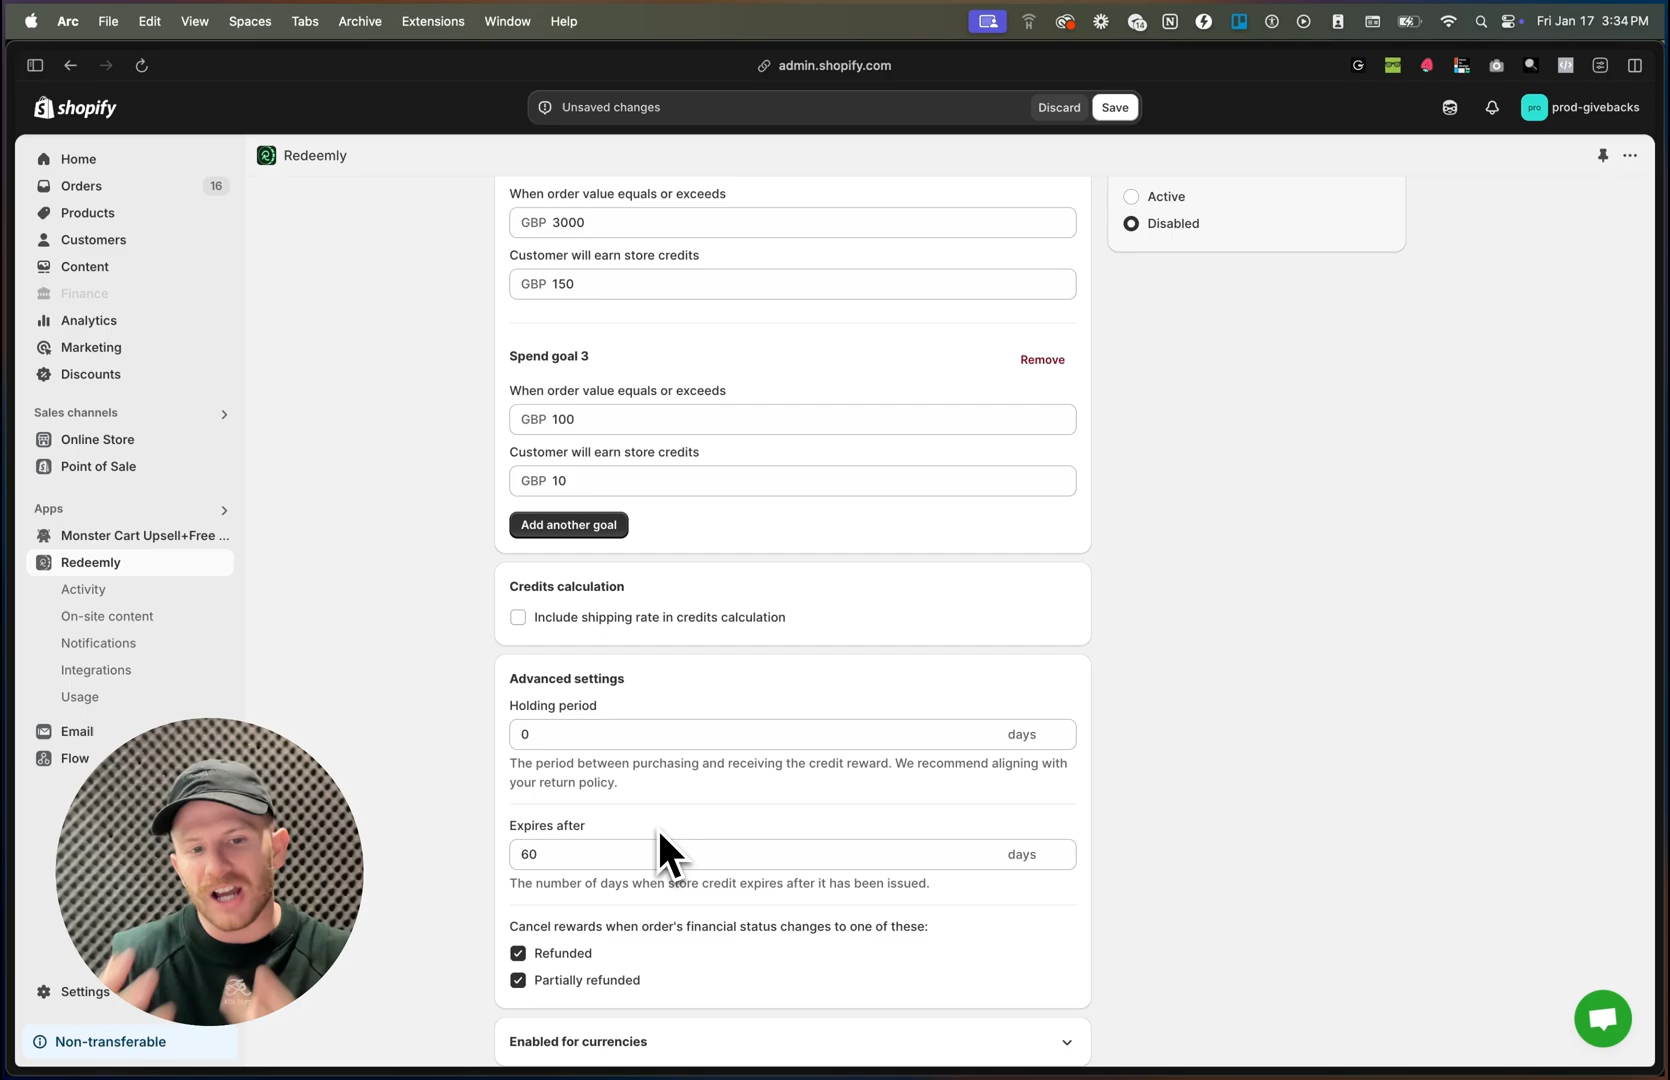 Arc File Edit View Spaces Tabs Archive Extensions Window Help Fri Jan 17 3:34 PM
admin.shopify.com
shopify Unsaved changes Discard Save pro prod-givebacks
Home
Orders 16
Products
Customers
Content
Finance
Analytics
Marketing
Discounts
Sales channels
Online Store
Point of Sale
Apps
Monster Cart Upsell+Free ...
Redeemly
Activity
On-site content
Notifications
Integrations
Usage
Email
Flow
Settings
Non-transferable
Redeemly
When order value equals or exceeds
GBP 3000
Customer will earn store credits
GBP 150
Spend goal 3 Remove
When order value equals or exceeds
GBP 100
Customer will earn store credits
GBP 10
Add another goal
Credits calculation
Include shipping rate in credits calculation
Advanced settings
Holding period
0 days
The period between purchasing and receiving the credit reward. We recommend aligning with
your return policy.
Expires after
60 days
The number of days when store credit expires after it has been issued.
Cancel rewards when order's financial status changes to one of these:
Refunded
Partially refunded
Enabled for currencies
Active
Disabled